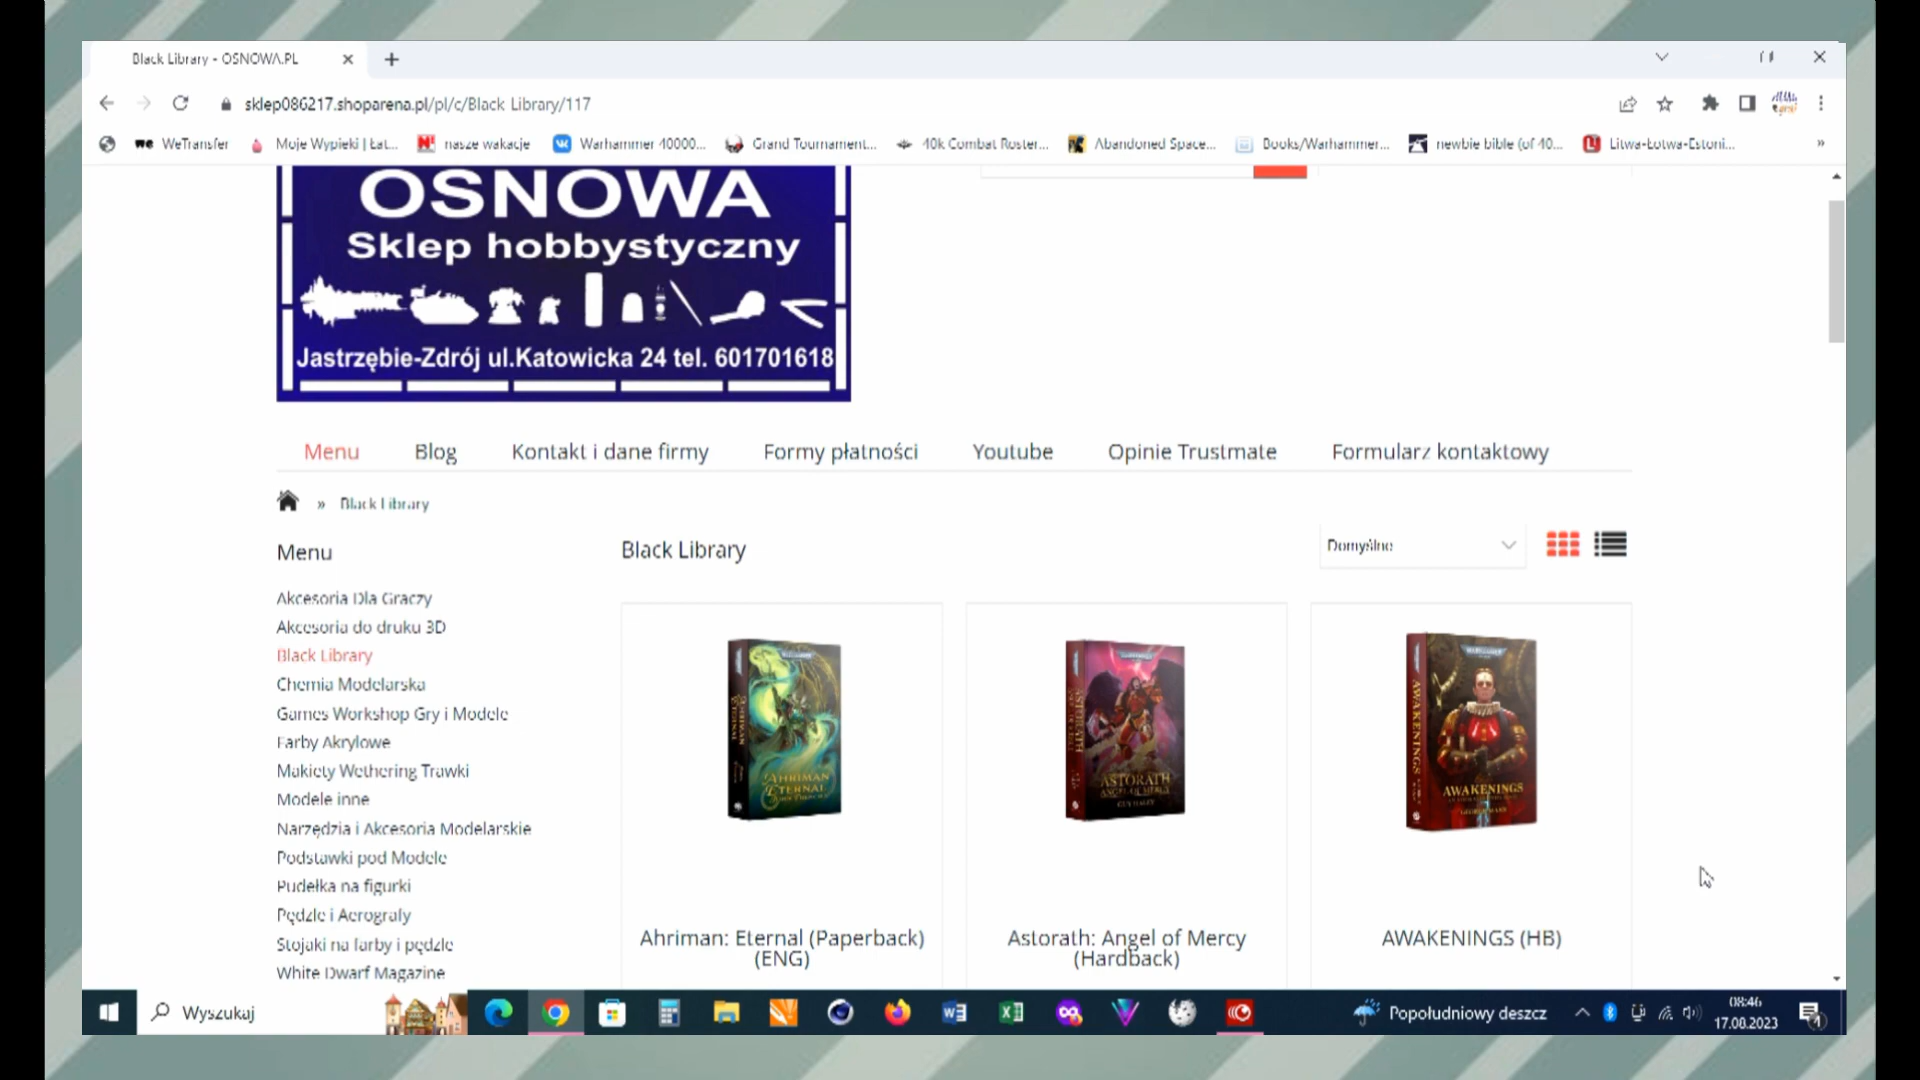 Black Library - OSNOWA.PL
sklep086217.shoparena.pl/pl/c/Black Library/117
WeTransfer
Moje Wypieki | Łat...
nasze wakacje
Warhammer 40000...
Grand Tournament...
40k Combat Roster...
Abandoned Space...
Books/Warhammer...
newbie bible (of 40...
Litwa-Łotwa-Estoni...
»
OSNOWA
Sklep hobbystyczny
Jastrzębie-Zdrój ul.Katowicka 24 tel. 601701618
Menu
Blog
Kontakt i dane firmy
Formy płatności
Youtube
Opinie Trustmate
Formularz kontaktowy
» Black Library
Menu
Akcesoria Dla Graczy
Akcesoria do druku 3D
Black Library
Chemia Modelarska
Games Workshop Gry i Modele
Farby Akrylowe
Makiety Wethering Trawki
Modele inne
Narzędzia i Akcesoria Modelarskie
Podstawki pod Modele
Pudełka na figurki
Pędzle i Aerografy
Stojaki na farby i pędzle
White Dwarf Magazine
Black Library
Domyślne
AHRIMAN
ETERNAL
ASTORATH
ANGEL OF MERCY
GUY HALEY
AWAKENINGS
AWAKENINGS
Ahriman: Eternal (Paperback)
(ENG)
Astorath: Angel of Mercy
(Hardback)
AWAKENINGS (HB)
Wyszukaj
Popołudniowy deszcz
08:46
17.08.2023